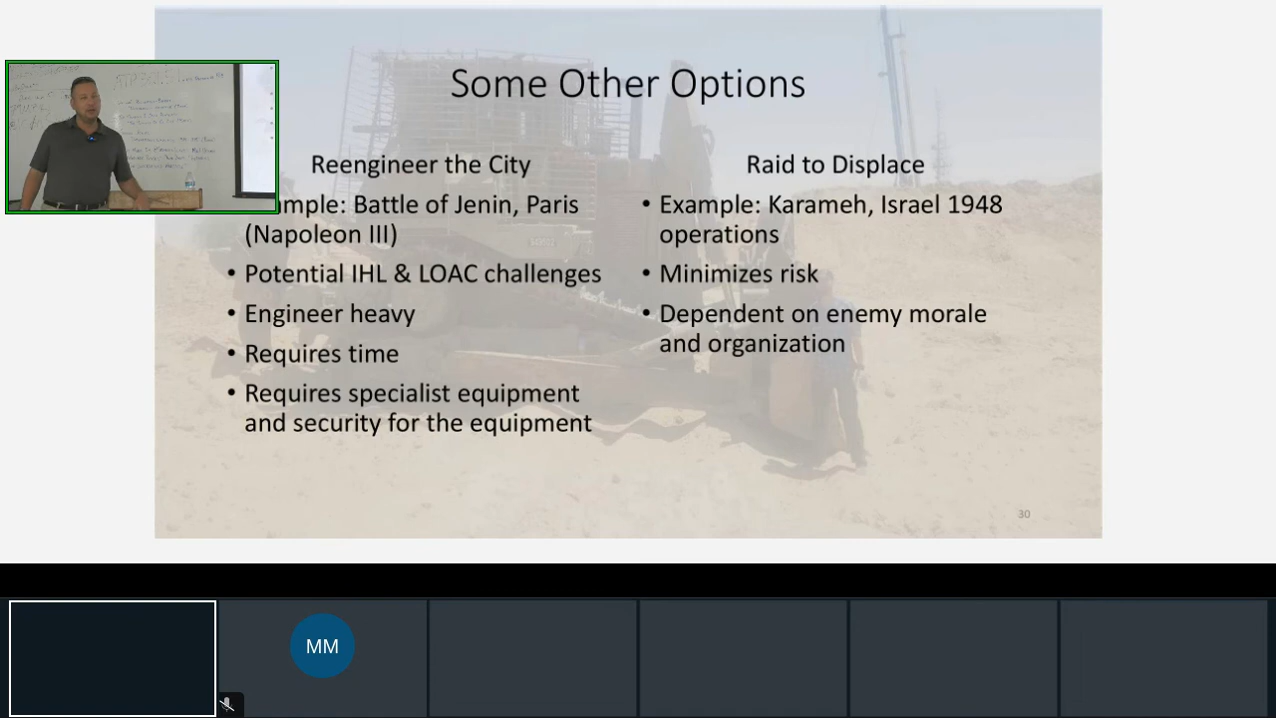 Some Other Options
Reengineer the City
mple: Battle of Jenin, Paris
(Napoleon III)
• Potential IHL & LOAC challenges
• Engineer heavy
• Requires time
• Requires specialist equipment
and security for the equipment
Raid to Displace
• Example: Karameh, Israel 1948
operations
• Minimizes risk
• Dependent on enemy morale
and organization
30
MM